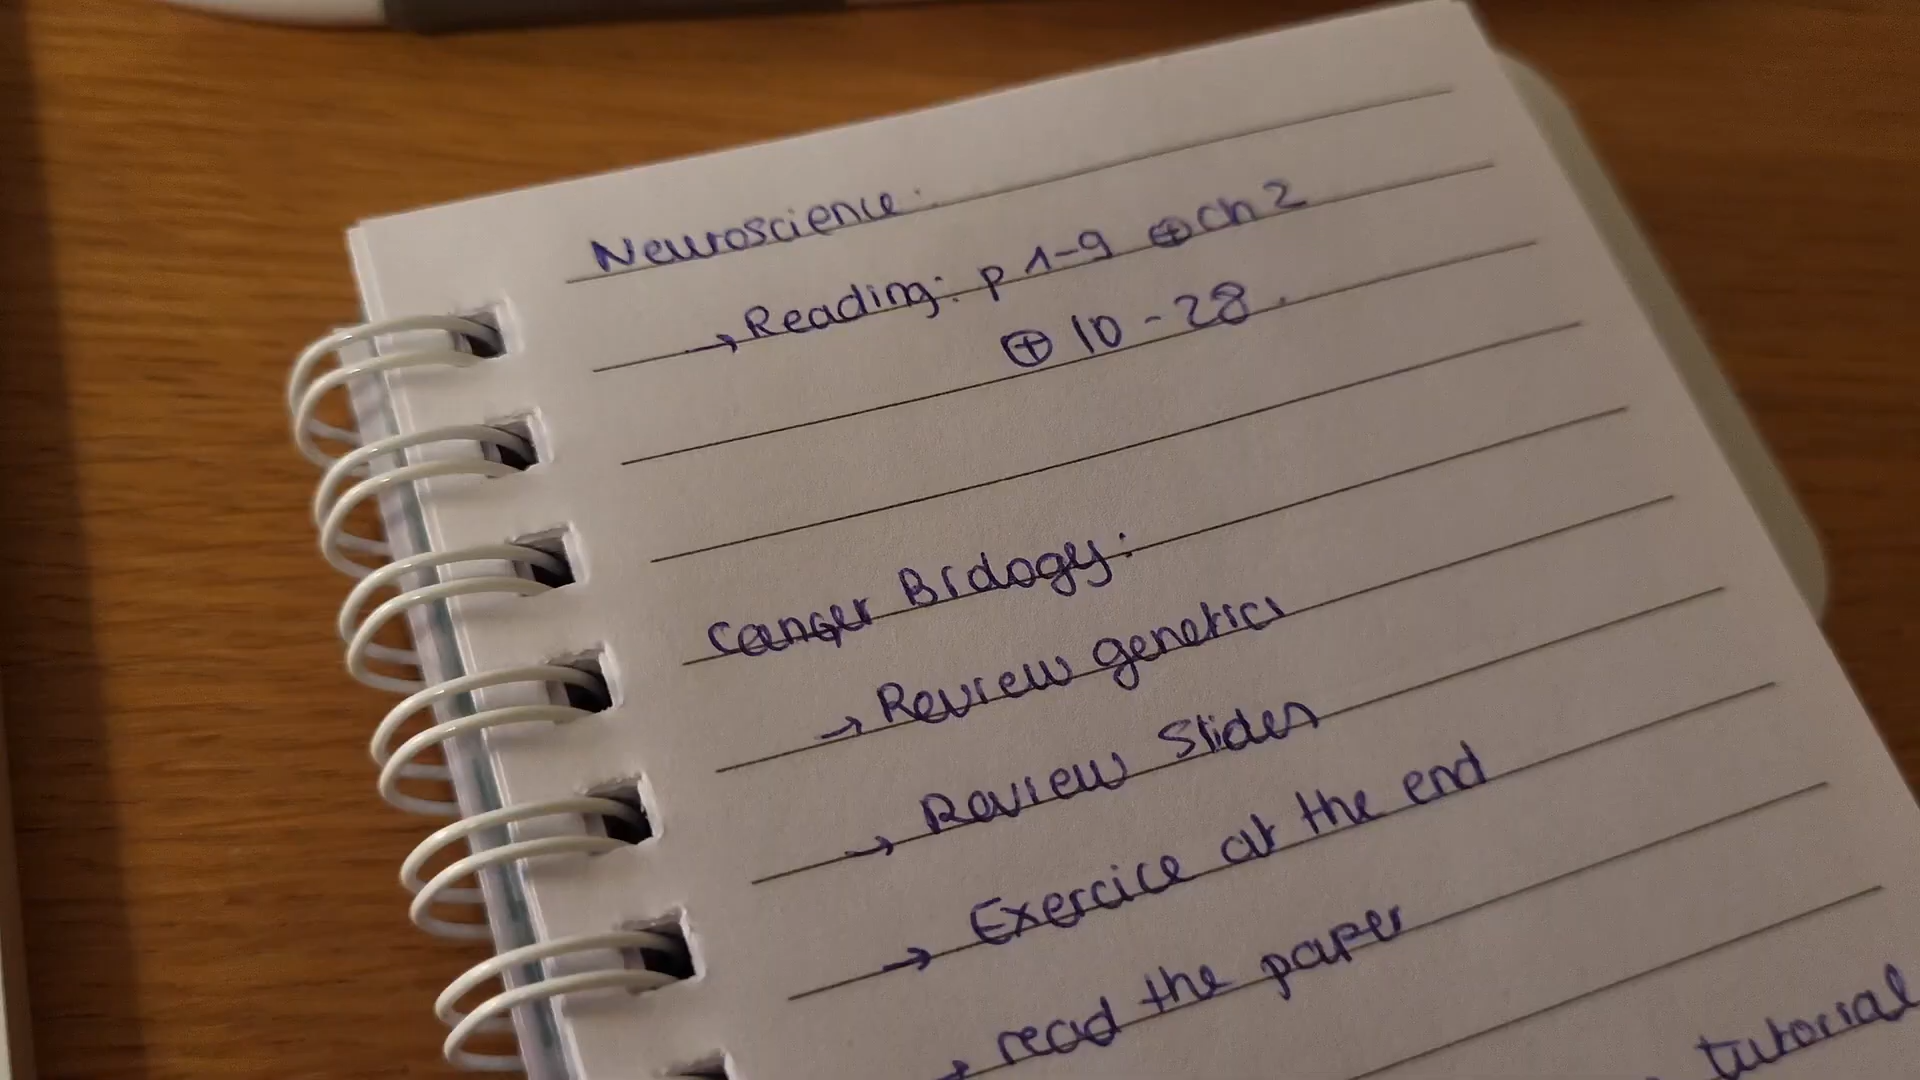 Neuroscience:
→ Reading: p 1-9 ⊕ ch 2
⊕ 10 - 28.
Cancer Biology:
→ Review genetics
→ Review Slides
→ Exercice at the end
→ read the paper
tutorial